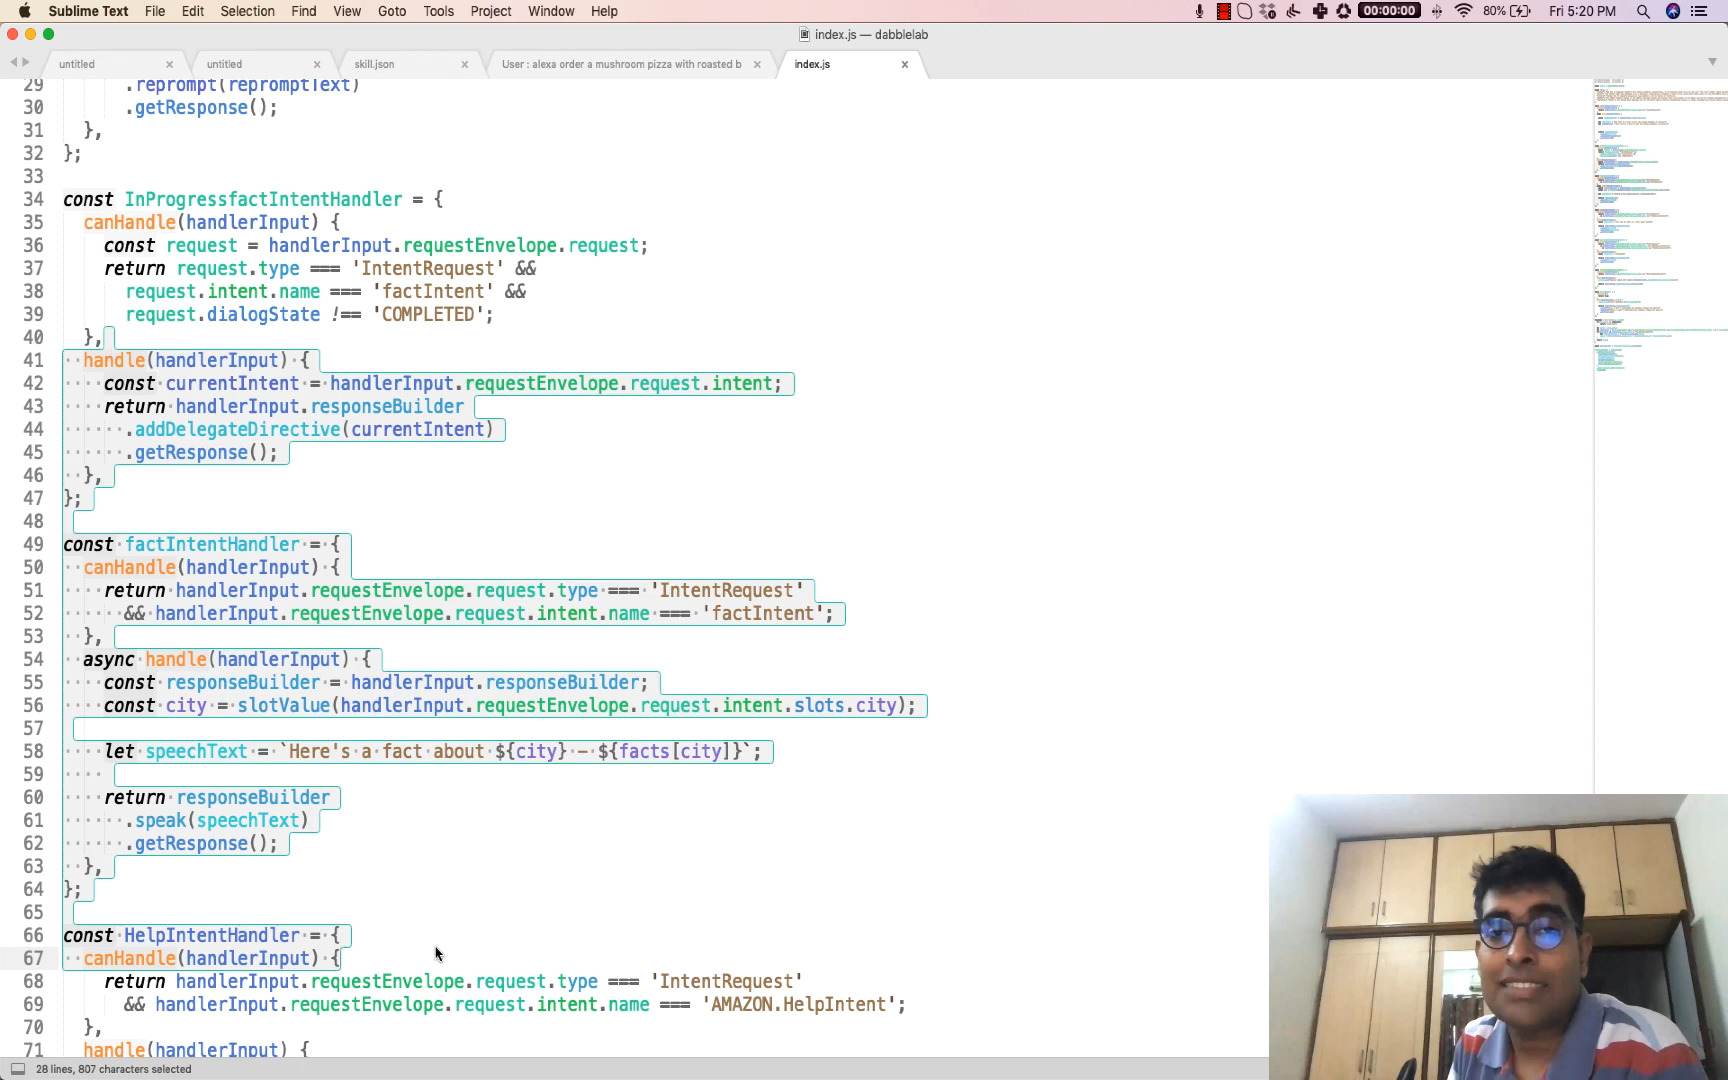 Sublime Text File Edit Selection Find View Goto Tools Project Window Help 00:00:00 80% Fri 5:20 PM
index.js — dabblelab
untitled untitled skill.json User : alexa order a mushroom pizza with roasted b index.js
29 .reprompt(repromptText)
30 .getResponse();
31 },
32 };
33
34 const InProgressfactIntentHandler = {
35 canHandle(handlerInput) {
36 const request = handlerInput.requestEnvelope.request;
37 return request.type === 'IntentRequest' &&
38 request.intent.name === 'factIntent' &&
39 request.dialogState !== 'COMPLETED';
40 },
41 handle(handlerInput) {
42 const currentIntent = handlerInput.requestEnvelope.request.intent;
43 return handlerInput.responseBuilder
44 .addDelegateDirective(currentIntent)
45 .getResponse();
46 },
47 };
48
49 const factIntentHandler = {
50 canHandle(handlerInput) {
51 return handlerInput.requestEnvelope.request.type === 'IntentRequest'
52 && handlerInput.requestEnvelope.request.intent.name === 'factIntent';
53 },
54 async handle(handlerInput) {
55 const responseBuilder = handlerInput.responseBuilder;
56 const city = slotValue(handlerInput.requestEnvelope.request.intent.slots.city);
57
58 let speechText = `Here's a fact about ${city} - ${facts[city]}`;
59
60 return responseBuilder
61 .speak(speechText)
62 .getResponse();
63 },
64 };
65
66 const HelpIntentHandler = {
67 canHandle(handlerInput) {
68 return handlerInput.requestEnvelope.request.type === 'IntentRequest'
69 && handlerInput.requestEnvelope.request.intent.name === 'AMAZON.HelpIntent';
70 },
71 handle(handlerInput) {
28 lines, 807 characters selected